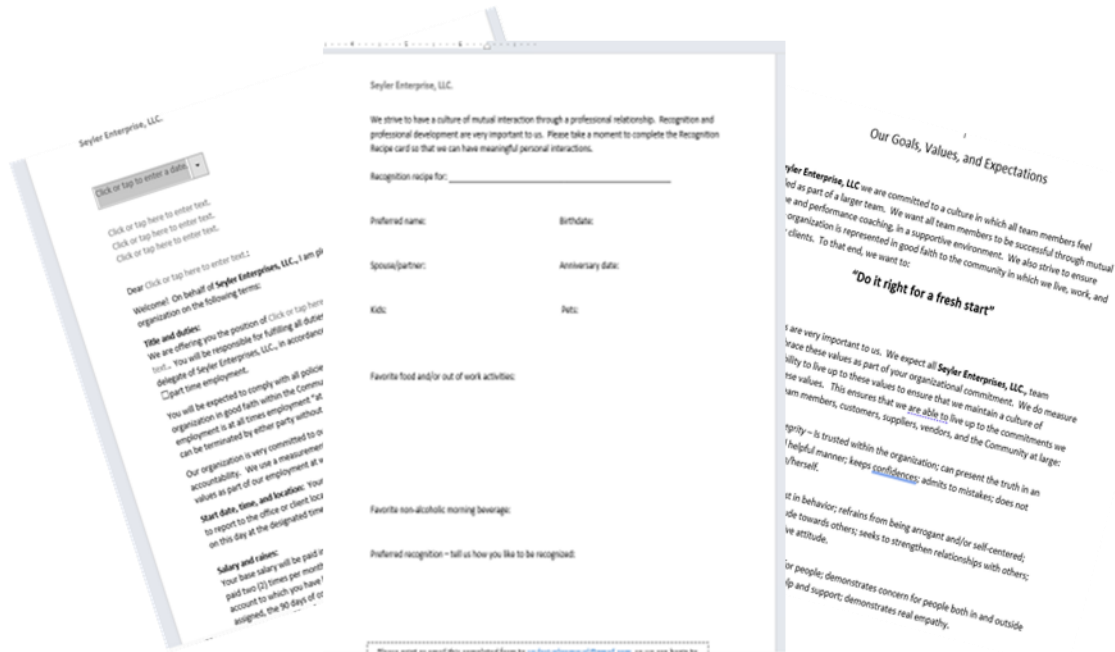 Seyler Enterprise, LLC.
Click or tap to enter a date.
Click or tap here to enter text.
Click or tap here to enter text.
Click or tap here to enter text.
Dear Click or tap here to enter text.:
Welcome! On behalf of Seyler Enterprises, LLC., I am
organization on the following terms:
Title and duties:
We are offering you the position of Click or tap here
text.. You will be responsible for fulfilling all duties
delegate of Seyler Enterprises, LLC., in accordance
☐part time employment.
You will be expected to comply with all policies
organization in good faith within the
employment is at all times employment "at
can be terminated by either party without
Our organization is very committed to
accountability. We use a measurement
values as part of our employment at
Start date, time, and location: Your
to report to the office or client
on this day at the designated time
Salary and raises:
Your base salary will be paid
paid two (2) times per month
account to which you have
assigned, the 90 days of
Seyler Enterprise, LLC.
We strive to have a culture of mutual interaction through a professional relationship. Recognition and
professional development are very important to us. Please take a moment to complete the Recognition
Recipe card so that we can have meaningful personal interactions.
Recognition recipe for:
Preferred name: Birthdate:
Spouse/partner: Anniversary date:
Kids: Pets:
Favorite food and/or out of work activities:
Favorite non-alcoholic morning beverage:
Preferred recognition – tell us how you like to be recognized:
Our Goals, Values, and Expectations
Enterprise, LLC we are committed to a culture in which all team members feel
as part of a larger team. We want all team members to be successful through mutual
and performance coaching, in a supportive environment. We also strive to ensure
organization is represented in good faith to the community in which we live, work, and
clients. To that end, we want to:
"Do it right for a fresh start"
are very important to us. We expect all Seyler Enterprises, LLC., team
these values as part of your organizational commitment. We do measure
to live up to these values to ensure that we maintain a culture of
values. This ensures that we are able to live up to the commitments we
members, customers, suppliers, vendors, and the Community at large:
– Is trusted within the organization; can present the truth in an
helpful manner; keeps confidences; admits to mistakes; does not
in behavior; refrains from being arrogant and/or self-centered;
towards others; seeks to strengthen relationships with others;
attitude.
for people; demonstrates concern for people both in and outside
and support; demonstrates real empathy.